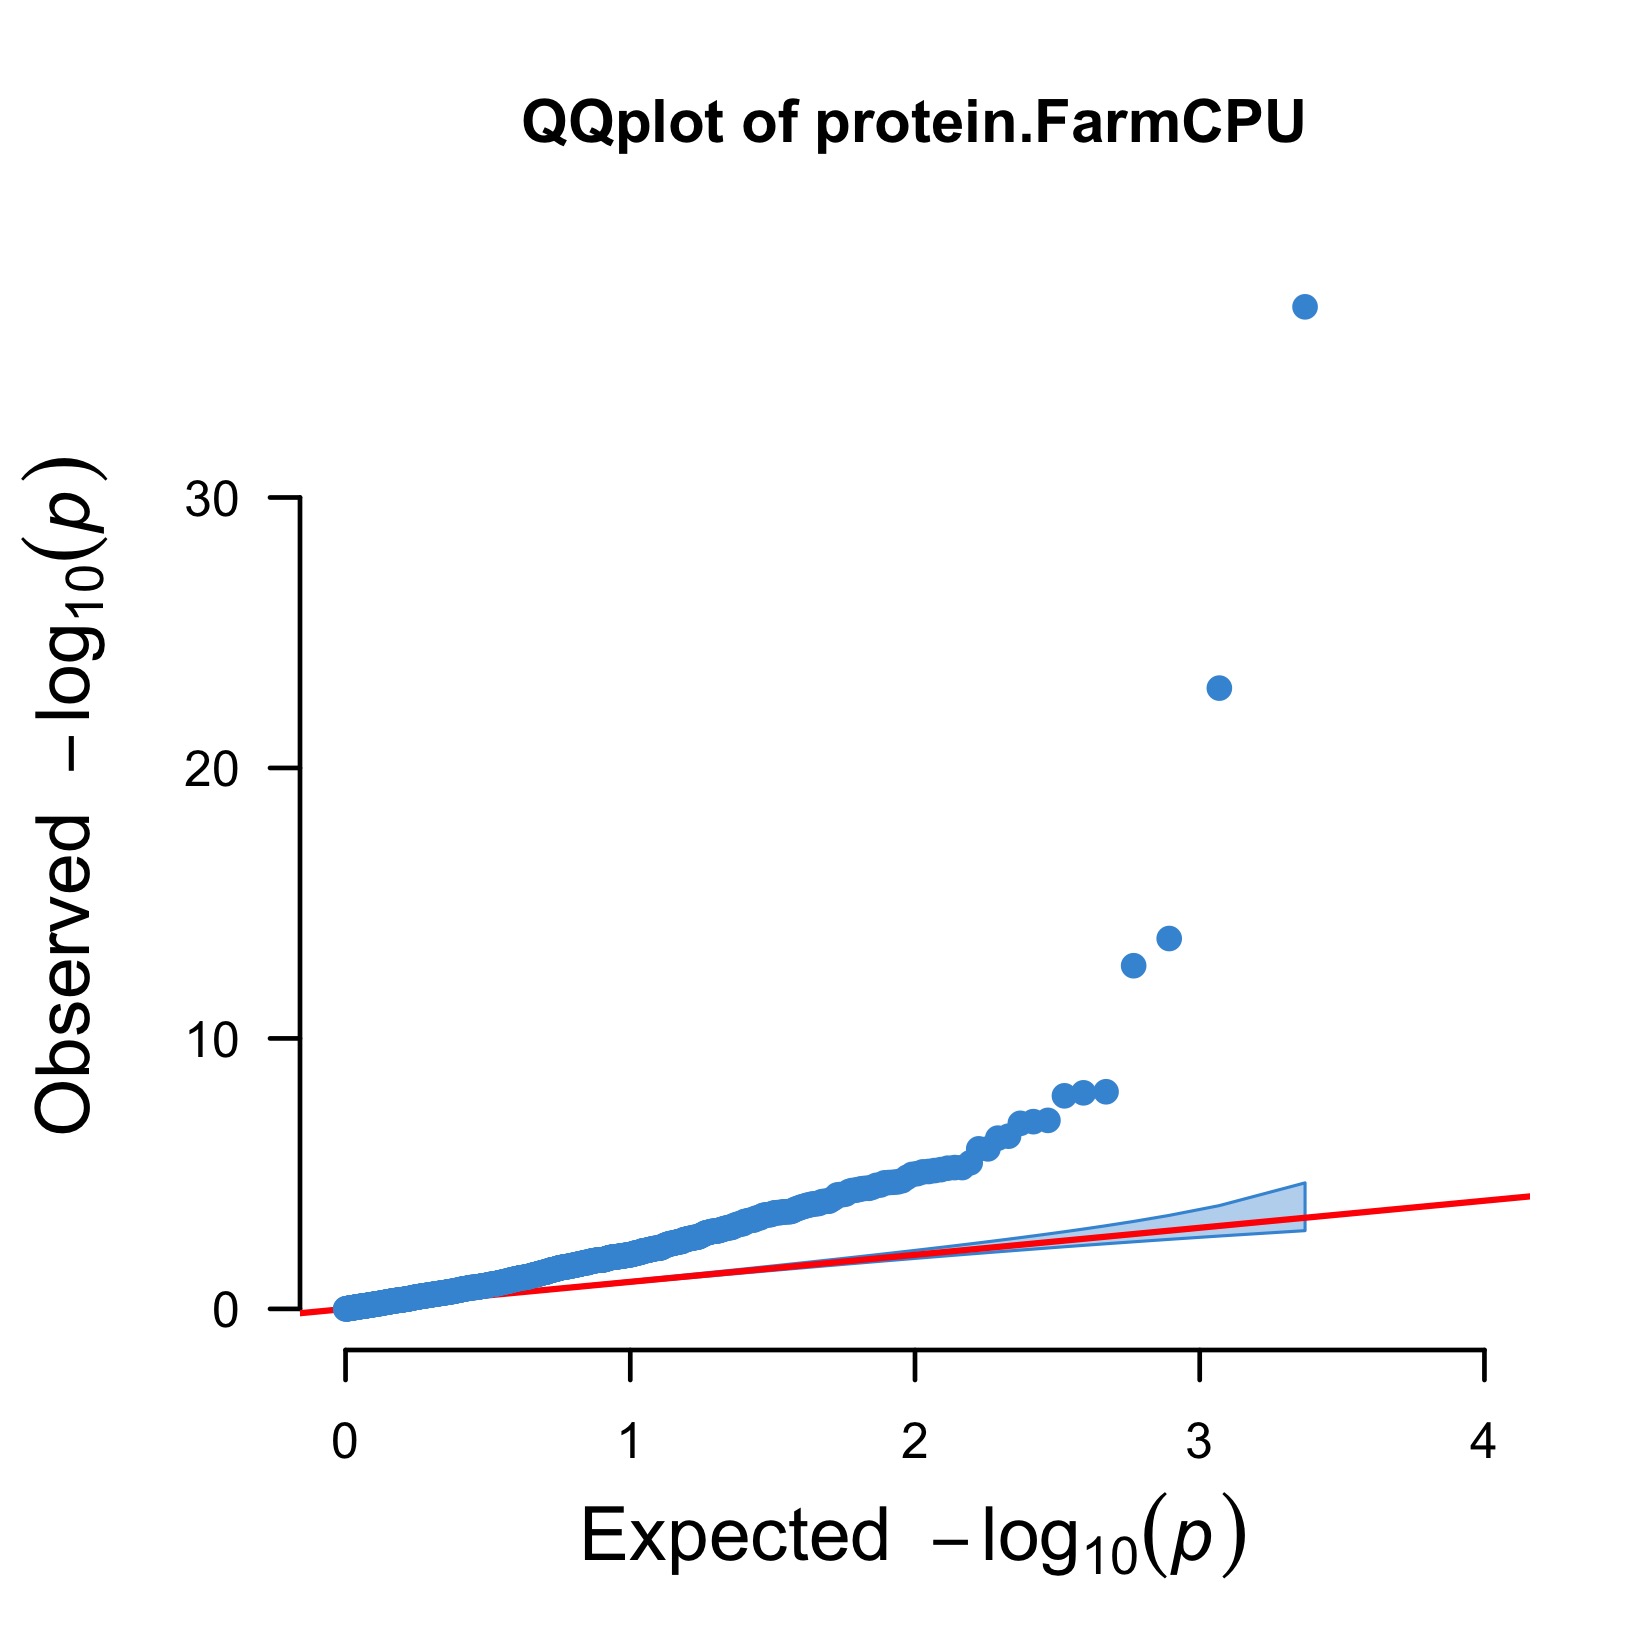 QQplot of protein.FarmCPU
Observed −log₁₀(p)
30
20
10
0
0 1 2 3 4
Expected −log₁₀(p)